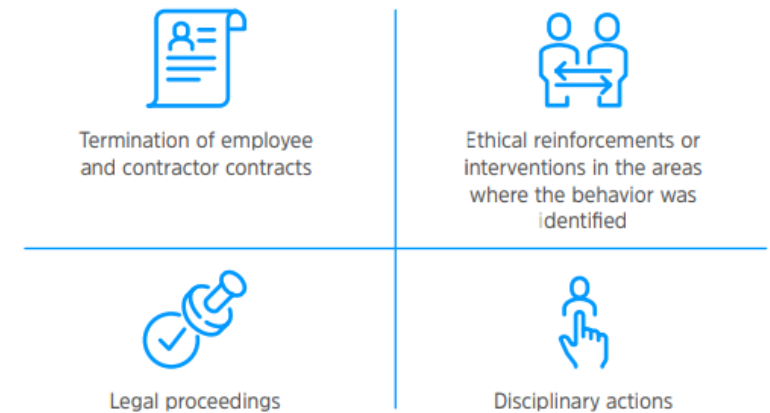 Termination of employee
and contractor contracts
Ethical reinforcements or
interventions in the areas
where the behavior was
identified
Legal proceedings
Disciplinary actions